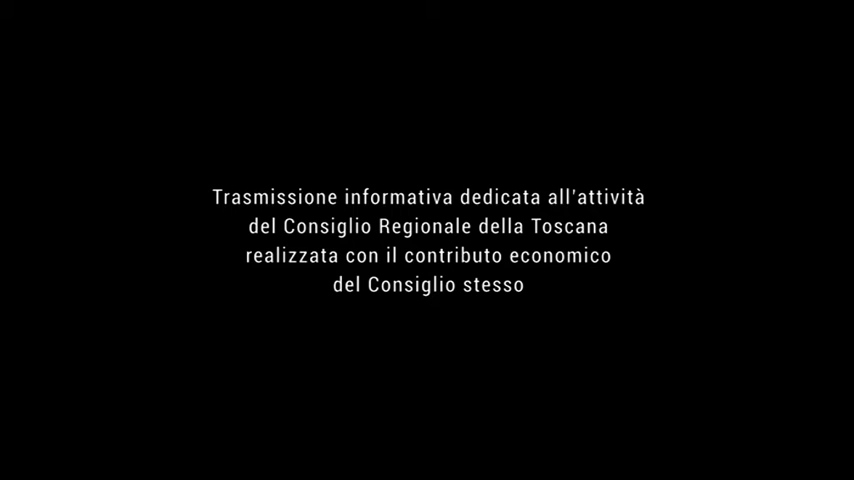 Trasmissione informativa dedicata all'attività
del Consiglio Regionale della Toscana
realizzata con il contributo economico
del Consiglio stesso